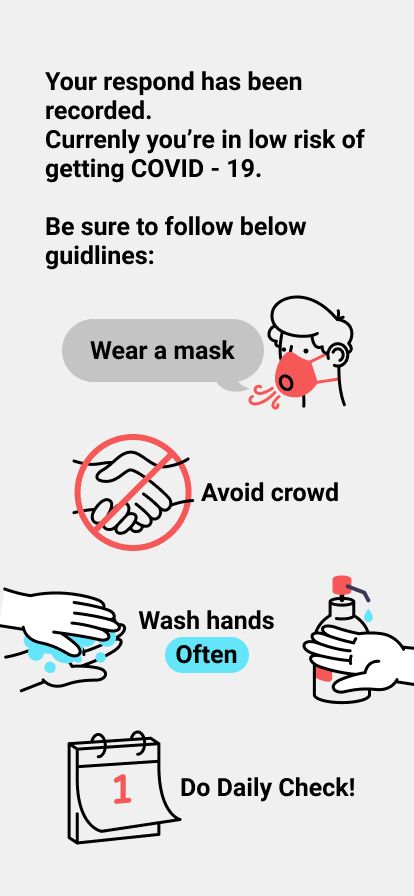 Your respond has been
recorded.
Currenly you're in low risk of
getting COVID - 19.
Be sure to follow below
guidlines:
Wear a mask
Avoid crowd
Wash hands
Often
1
Do Daily Check!